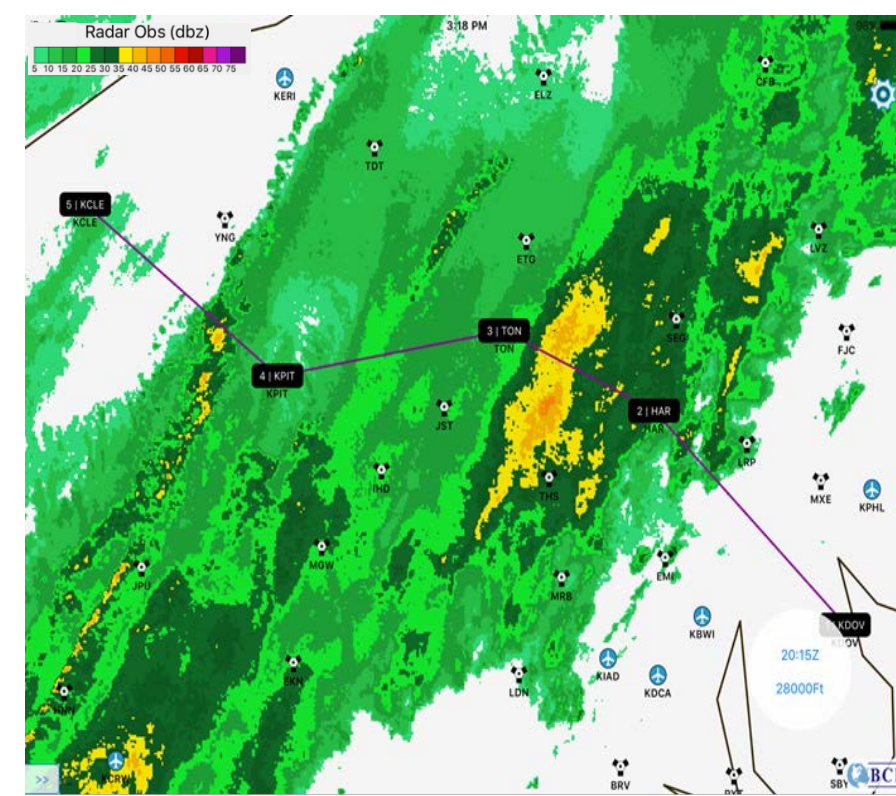 3:18 PM
98%
Radar Obs (dbz)
5 10 15 20 25 30 35 40 45 50 55 60 65 70 75
CFB
ELZ
KERI
TDT
5 | KCLE
KCLE
YNG
ETG
LVZ
3 | TON
TON
SEG
FJC
4 | KPIT
KPIT
2 | HAR
HAR
JST
LRP
IHD
THS
MXE
KPHL
MGW
EMI
JPU
MRB
KBWI
KDOV
KDOV
20:15Z
28000Ft
EKN
LDN
KIAD
KDCA
KCRW
>>
BRV
SBY